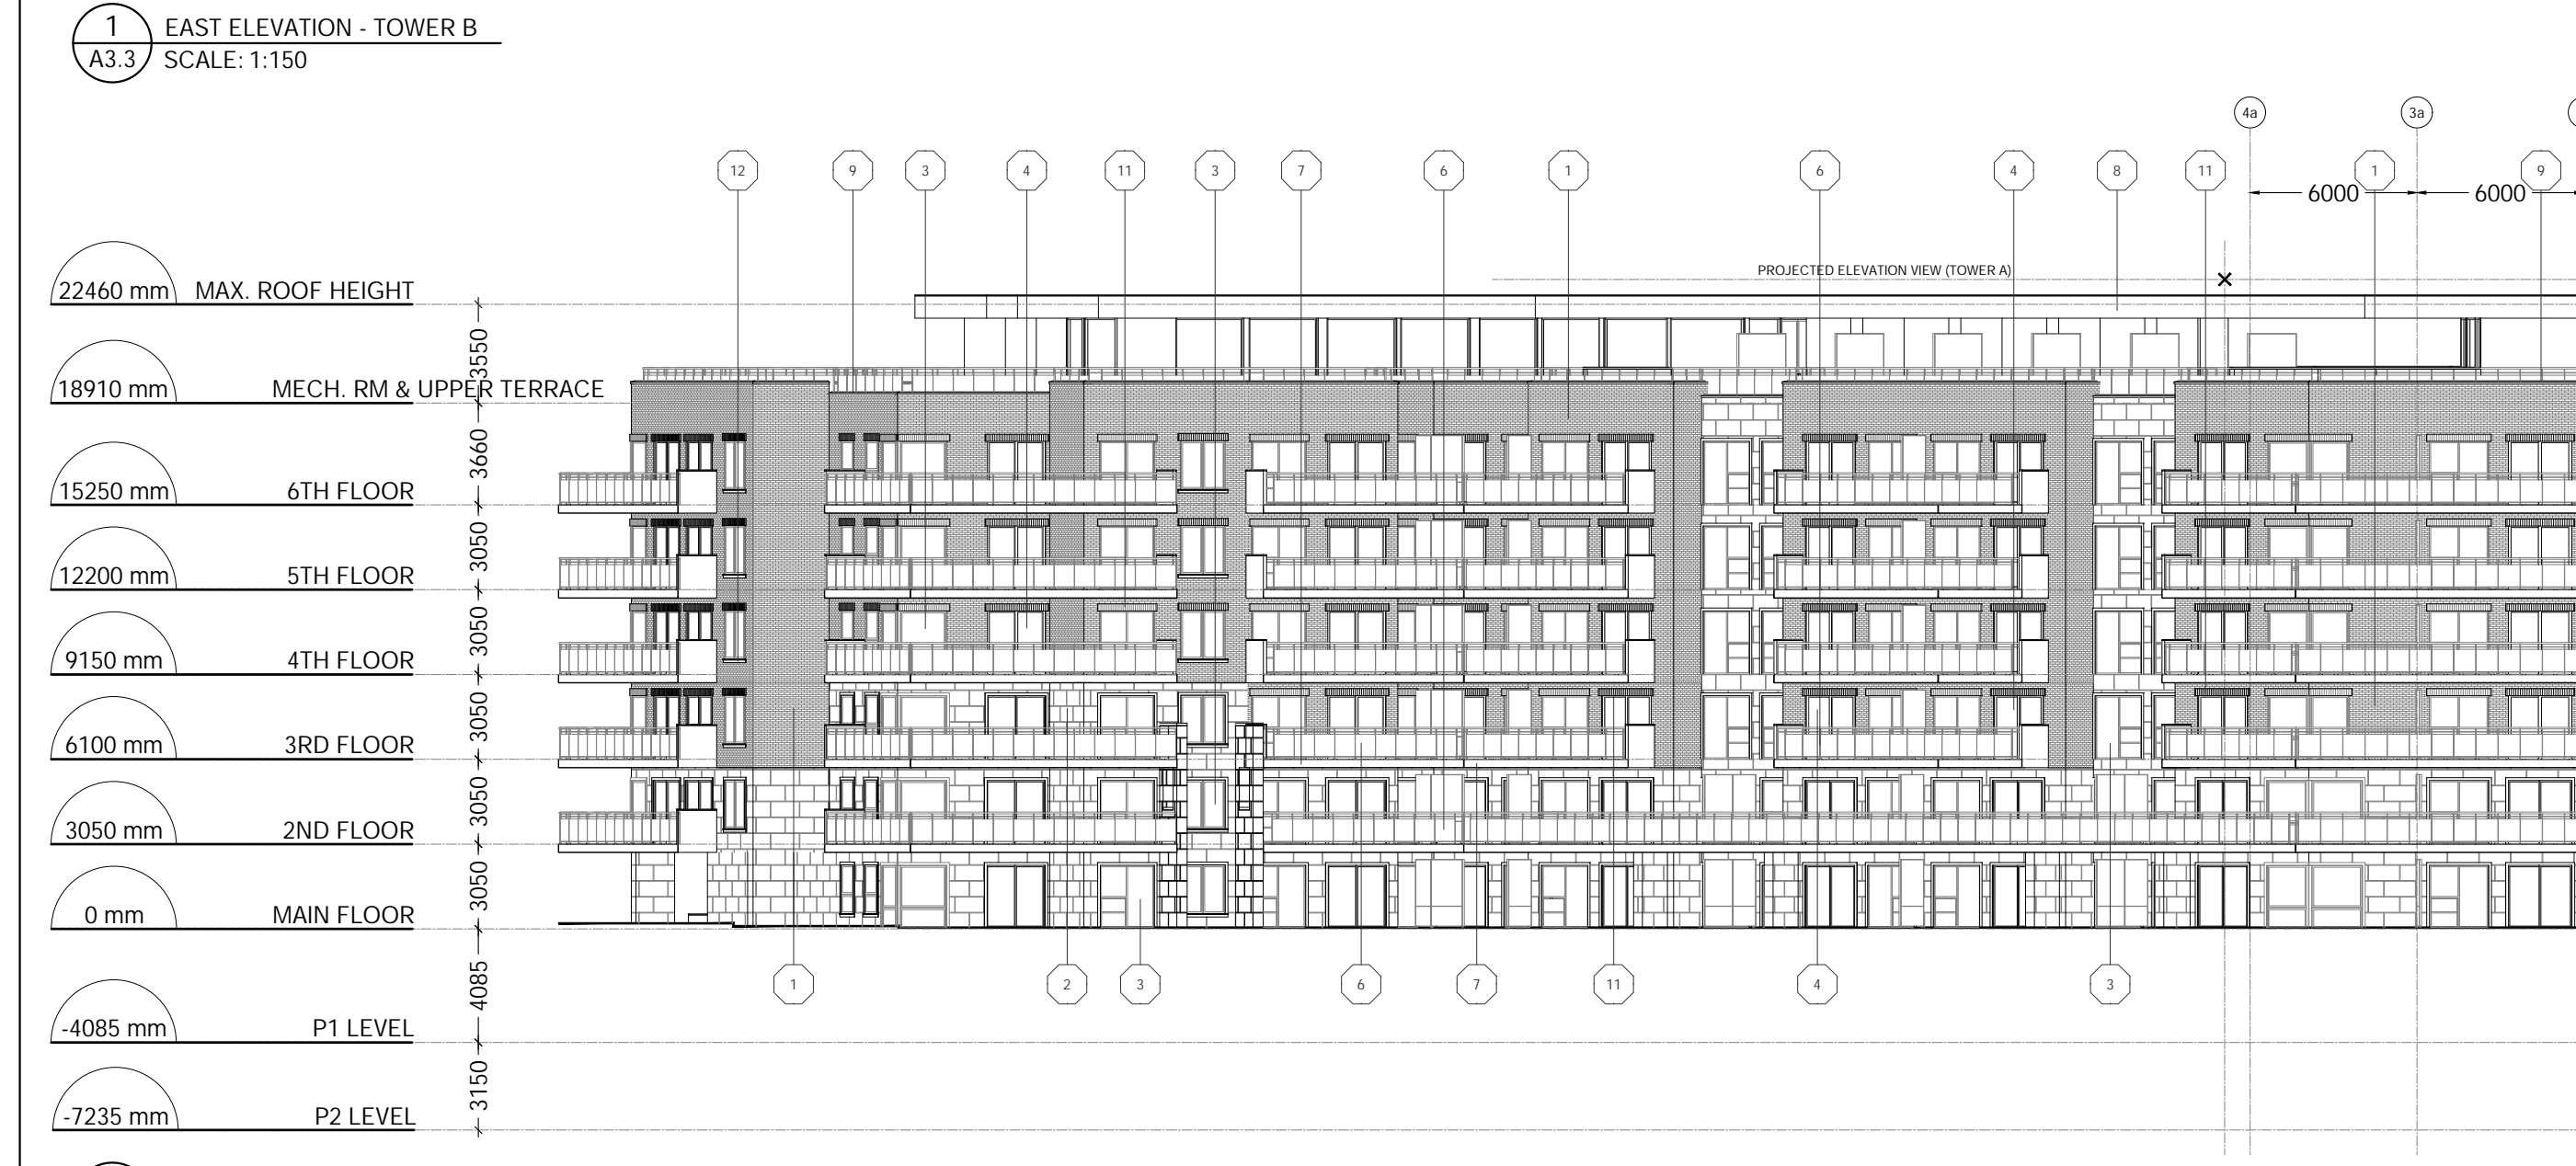 1
EAST ELEVATION - TOWER B
A3.3
SCALE: 1:150
4a
3a
12
9
3
4
11
3
7
6
1
6
4
8
11
1
9
6000
6000
PROJECTED ELEVATION VIEW (TOWER A)
22460 mm
MAX. ROOF HEIGHT
3550
18910 mm
MECH. RM & UPPER TERRACE
3660
15250 mm
6TH FLOOR
3050
12200 mm
5TH FLOOR
3050
9150 mm
4TH FLOOR
3050
6100 mm
3RD FLOOR
3050
3050 mm
2ND FLOOR
3050
0 mm
MAIN FLOOR
4085
1
2
3
6
7
11
4
3
-4085 mm
P1 LEVEL
3150
-7235 mm
P2 LEVEL